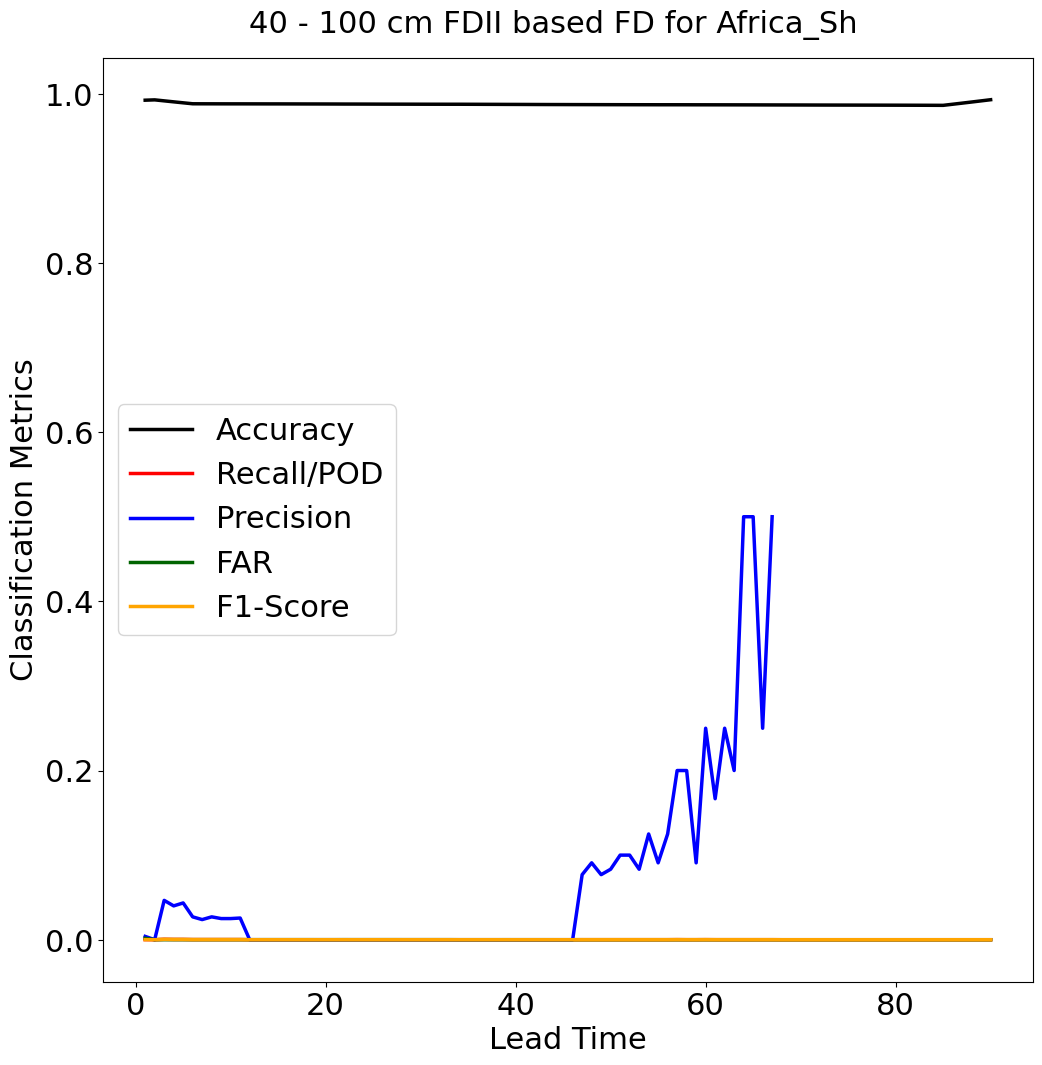 40 - 100 cm FDII based FD for Africa_Sh
Classification Metrics
1.0
0.8
0.6
0.4
0.2
0.0
Accuracy
Recall/POD
Precision
FAR
F1-Score
0 20 40 60 80
Lead Time